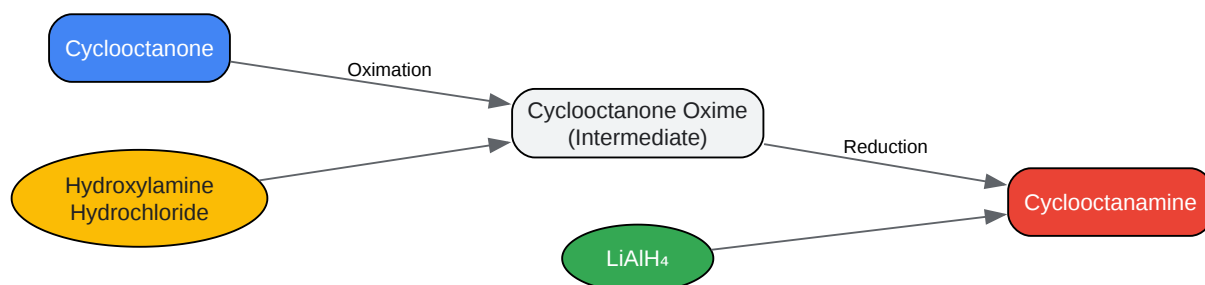 Cyclooctanone
Oximation
Cyclooctanone Oxime
(Intermediate)
Reduction
Hydroxylamine
Hydrochloride
Cyclooctanamine
LiAlH₄